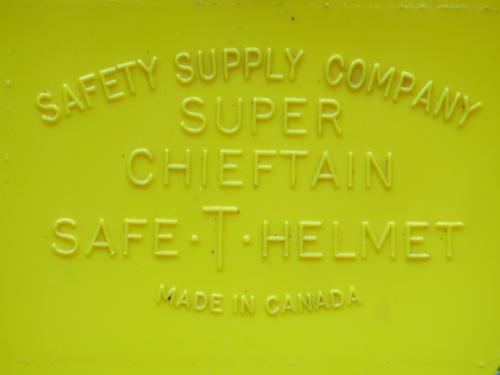 SAFETY SUPPLY COMPANY
SUPER
CHIEFTAIN
SAFE·T·HELMET
MADE IN CANADA